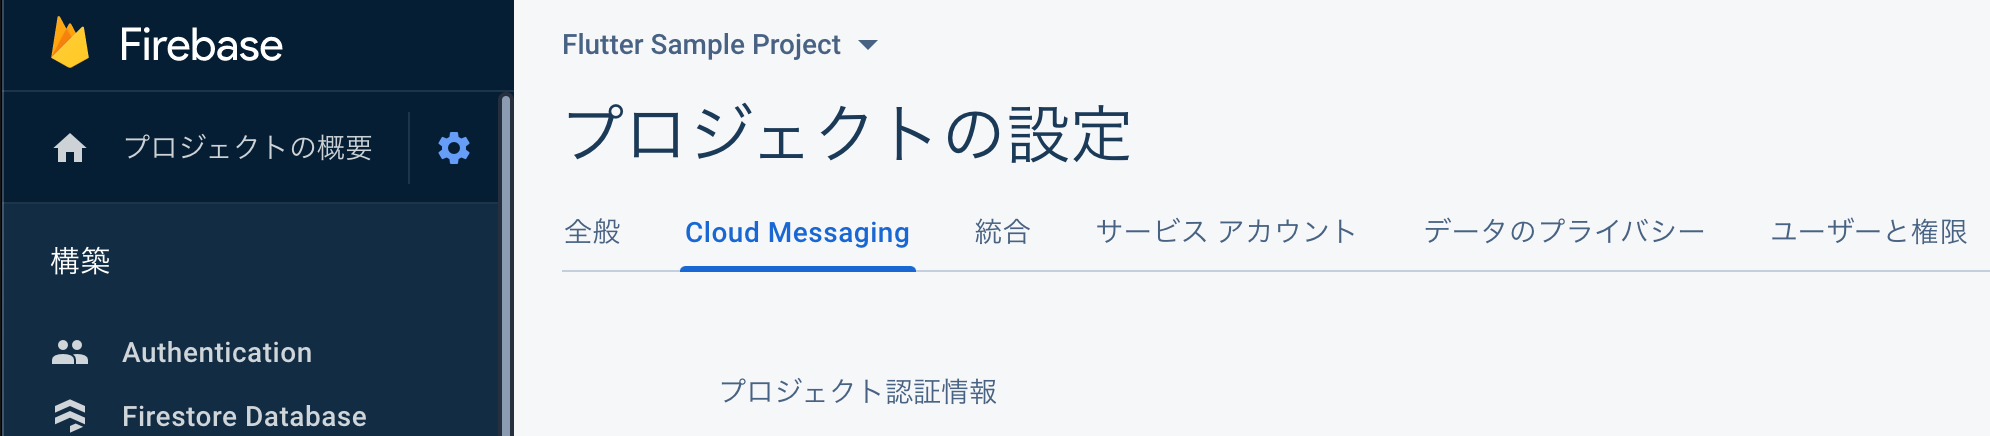 Firebase
プロジェクトの概要
構築
Authentication
Firestore Database
Flutter Sample Project
プロジェクトの設定
全般 Cloud Messaging 統合 サービス アカウント データのプライバシー ユーザーと権限
プロジェクト認証情報